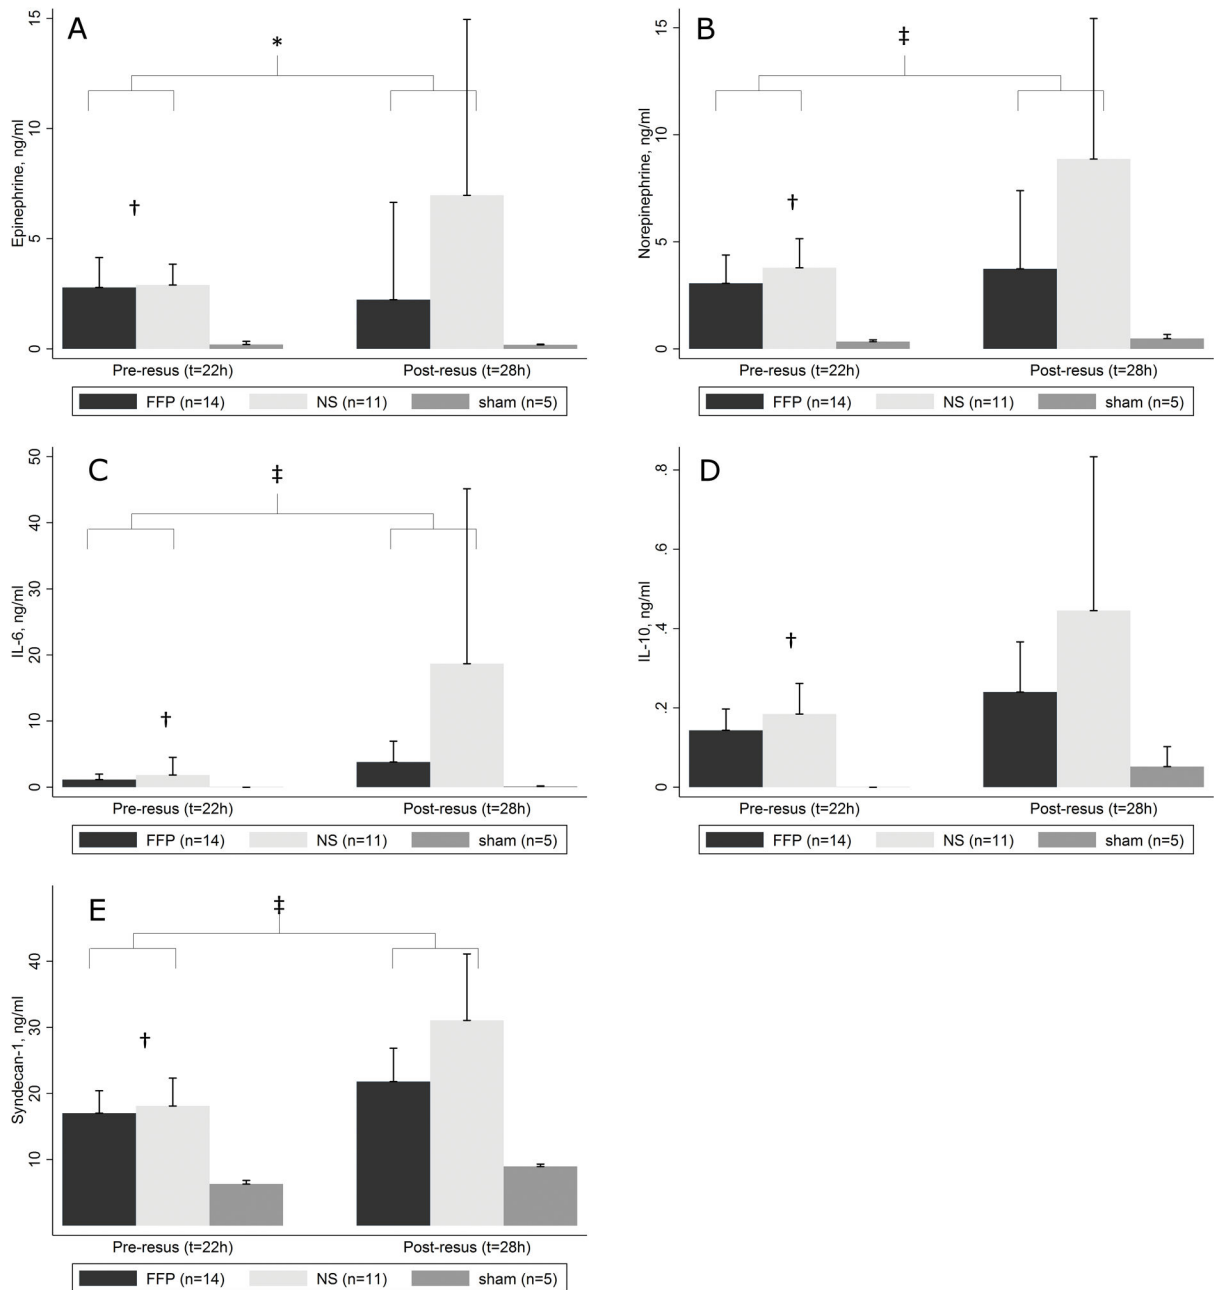 A
*
†
Epinephrine, ng/ml
15
10
5
0
Pre-resus (t=22h) Post-resus (t=28h)
FFP (n=14) NS (n=11) sham (n=5)
B
‡
†
Norepinephrine, ng/ml
15
10
5
0
Pre-resus (t=22h) Post-resus (t=28h)
FFP (n=14) NS (n=11) sham (n=5)
C
‡
†
IL-6, ng/ml
50
40
30
20
10
0
Pre-resus (t=22h) Post-resus (t=28h)
FFP (n=14) NS (n=11) sham (n=5)
D
†
IL-10, ng/ml
.8
.6
.4
.2
0
Pre-resus (t=22h) Post-resus (t=28h)
FFP (n=14) NS (n=11) sham (n=5)
E
‡
†
Syndecan-1, ng/ml
40
30
20
10
Pre-resus (t=22h) Post-resus (t=28h)
FFP (n=14) NS (n=11) sham (n=5)